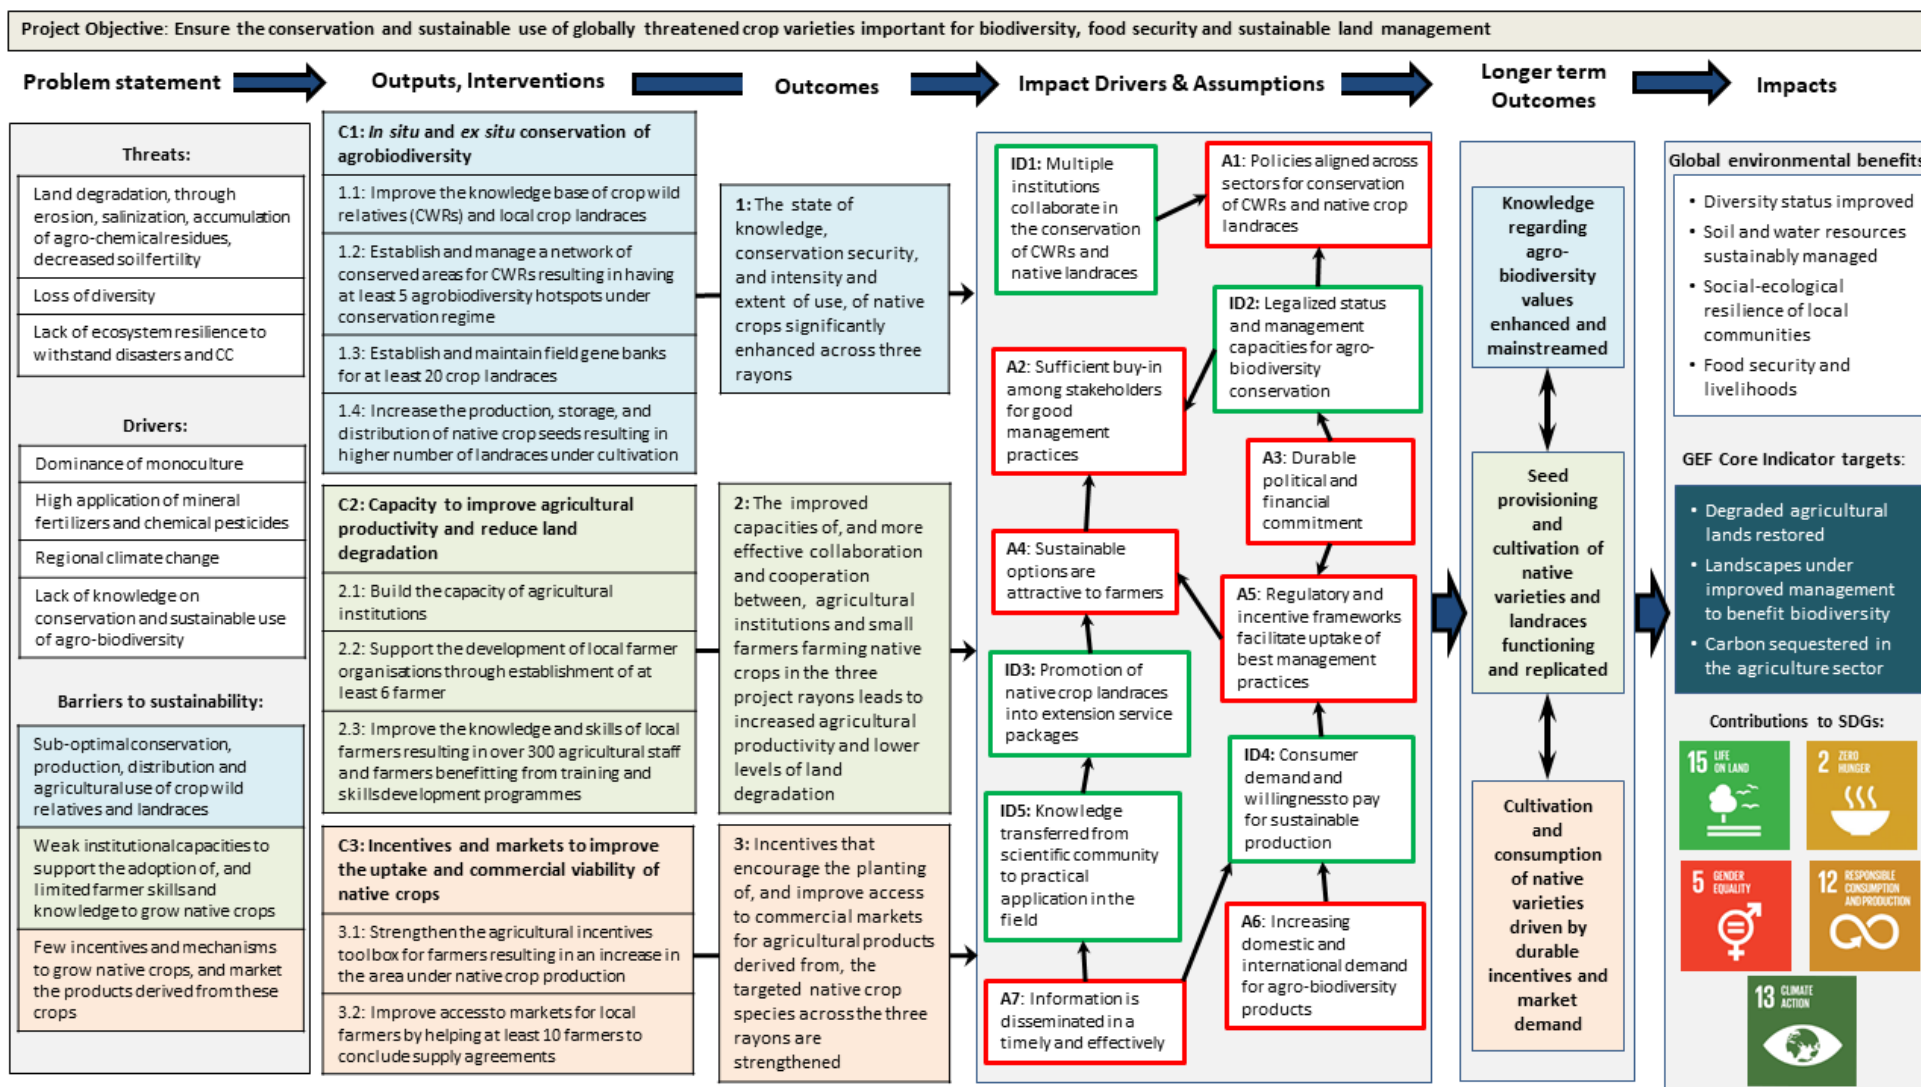 Project Objective: Ensure the conservation and sustainable use of globally threatened crop varieties important for biodiversity, food security and sustainable land management
Problem statement
Outputs, Interventions
Outcomes
Impact Drivers & Assumptions
Longer term
Outcomes
Impacts
Threats:
Land degradation, through
erosion, salinization, accumulation
of agro-chemical residues,
decreased soil fertility
Loss of diversity
Lack of ecosystem resilience to
withstand disasters and CC
Drivers:
Dominance of monoculture
High application of mineral
fertilizers and chemical pesticides
Regional climate change
Lack of knowledge on
conservation and sustainable use
of agro-biodiversity
Barriers to sustainability:
Sub-optimal conservation,
production, distribution and
agricultural use of crop wild
relatives and landraces
Weak institutional capacities to
support the adoption of, and
limited farmer skills and
knowledge to grow native crops
Few incentives and mechanisms
to grow native crops, and market
the products derived from these
crops
C1: In situ and ex situ conservation of
agrobiodiversity
1.1: Improve the knowledge base of crop wild
relatives (CWRs) and local crop landraces
1.2: Establish and manage a network of
conserved areas for CWRs resulting in having
at least 5 agrobiodiversity hotspots under
conservation regime
1.3: Establish and maintain field gene banks
for at least 20 crop landraces
1.4: Increase the production, storage, and
distribution of native crop seeds resulting in
higher number of landraces under cultivation
C2: Capacity to improve agricultural
productivity and reduce land
degradation
2.1: Build the capacity of agricultural
institutions
2.2: Support the development of local farmer
organisations through establishment of at
least 6 farmer
2.3: Improve the knowledge and skills of local
farmers resulting in over 300 agricultural staff
and farmers benefitting from training and
skills development programmes
C3: Incentives and markets to improve
the uptake and commercial viability of
native crops
3.1: Strengthen the agricultural incentives
toolbox for farmers resulting in an increase in
the area under native crop production
3.2: Improve access to markets for local
farmers by helping at least 10 farmers to
conclude supply agreements
1: The state of
knowledge,
conservation security,
and intensity and
extent of use, of native
crops significantly
enhanced across three
rayons
2: The improved
capacities of, and more
effective collaboration
and cooperation
between, agricultural
institutions and small
farmers farming native
crops in the three
project rayons leads to
increased agricultural
productivity and lower
levels of land
degradation
3: Incentives that
encourage the planting
of, and improve access
to commercial markets
for agricultural products
derived from, the
targeted native crop
species across the three
rayons are
strengthened
ID1: Multiple
institutions
collaborate in
the conservation
of CWRs and
native landraces
A1: Policies aligned across
sectors for conservation
of CWRs and native crop
landraces
ID2: Legalized status
and management
capacities for agro-
biodiversity
conservation
A2: Sufficient buy-in
among stakeholders
for good
management
practices
A3: Durable
political and
financial
commitment
A4: Sustainable
options are
attractive to farmers
A5: Regulatory and
incentive frameworks
facilitate uptake of
best management
practices
ID3: Promotion of
native crop landraces
into extension service
packages
ID4: Consumer
demand and
willingness to pay
for sustainable
production
ID5: Knowledge
transferred from
scientific community
to practical
application in the
field
A6: Increasing
domestic and
international demand
for agro-biodiversity
products
A7: Information is
disseminated in a
timely and effectively
Knowledge
regarding
agro-
biodiversity
values
enhanced and
mainstreamed
Seed
provisioning
and
cultivation of
native
varieties and
landraces
functioning
and replicated
Cultivation
and
consumption
of native
varieties
driven by
durable
incentives and
market
demand
Global environmental benefits
• Diversity status improved
• Soil and water resources
sustainably managed
• Social-ecological
resilience of local
communities
• Food security and
livelihoods
GEF Core Indicator targets:
• Degraded agricultural
lands restored
• Landscapes under
improved management
to benefit biodiversity
• Carbon sequestered in
the agriculture sector
Contributions to SDGs:
15 LIFE
ON LAND
2 ZERO
HUNGER
5 GENDER
EQUALITY
12 RESPONSIBLE
CONSUMPTION
AND PRODUCTION
13 CLIMATE
ACTION